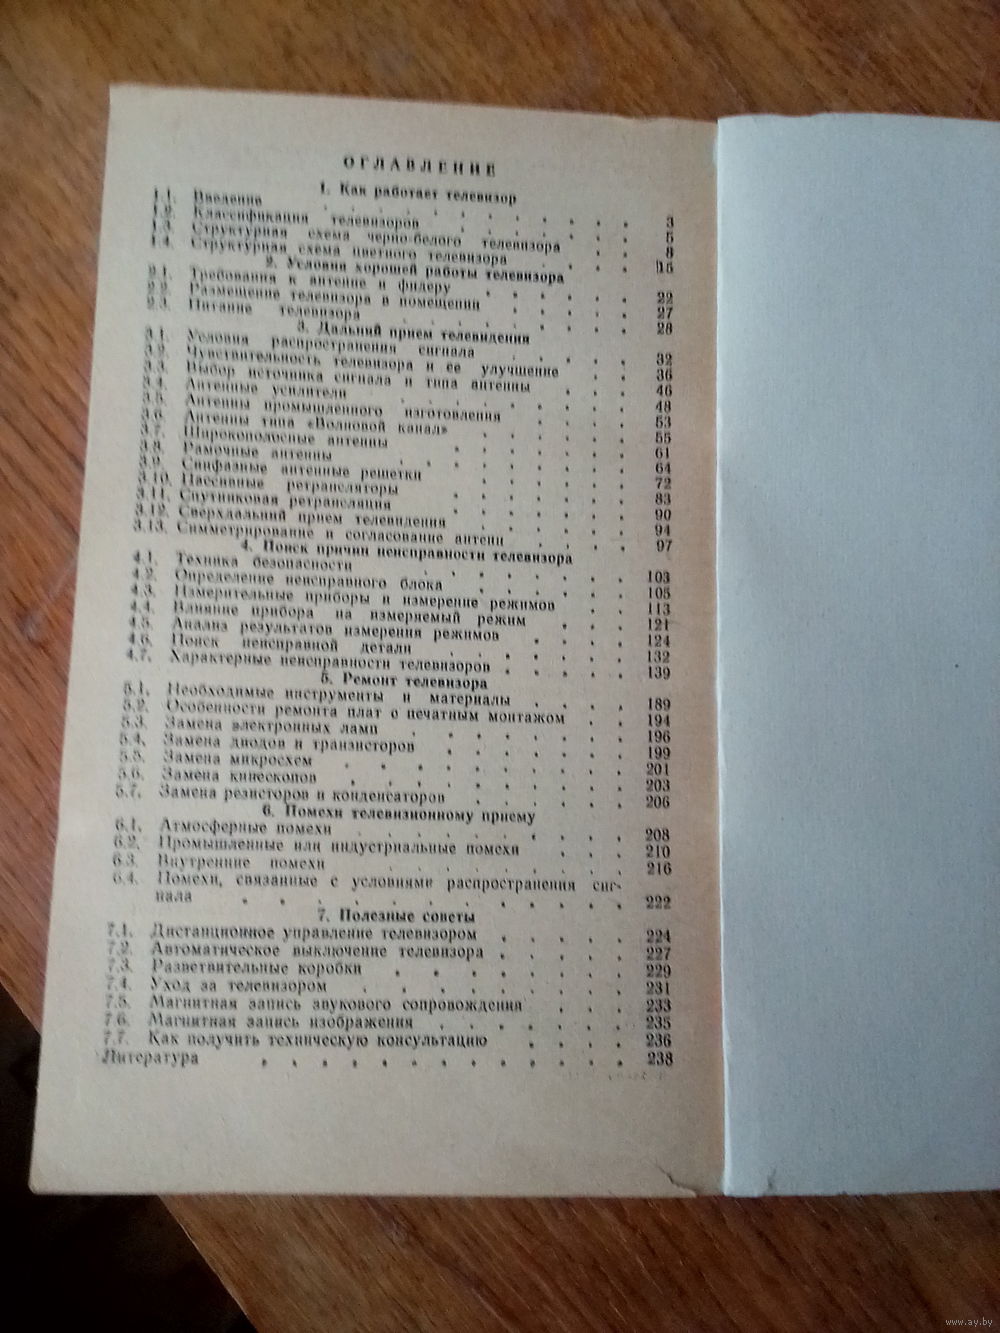 ОГЛАВЛЕНИЕ
1. Как работает телевизор
1.1. Введение . . . . . . . . . . . . 3
1.2. Классификация телевизоров . . . . . . . 5
1.3. Структурная схема черно-белого телевизора . . . 8
1.4. Структурная схема цветного телевизора . . . . 15
2. Условия хорошей работы телевизора
2.1. Требования к антенне и фидеру . . . . . . 22
2.2. Размещение телевизора в помещении . . . . . 27
2.3. Питание телевизора . . . . . . . . . 28
3. Дальний прием телевидения
3.1. Условия распространения сигнала . . . . . 32
3.2. Чувствительность телевизора и ее улучшение . . 36
3.3. Выбор источника сигнала и типа антенны . . . 46
3.4. Антенные усилители . . . . . . . . . 48
3.5. Антенны промышленного изготовления . . . . 53
3.6. Антенны типа «Волновой канал» . . . . . . 55
3.7. Широкополосные антенны . . . . . . . 61
3.8. Рамочные антенны . . . . . . . . . 64
3.9. Синфазные антенные решетки . . . . . . 72
3.10. Пассивные ретрансляторы . . . . . . . 83
3.11. Спутниковая ретрансляция . . . . . . . 90
3.12. Сверхдальний прием телевидения . . . . . . 94
3.13. Симметрирование и согласование антенн . . . . 97
4. Поиск причин неисправности телевизора
4.1. Техника безопасности . . . . . . . . 103
4.2. Определение неисправного блока . . . . . . 105
4.3. Измерительные приборы и измерение режимов . . 113
4.4. Влияние прибора на измеряемый режим . . . 121
4.5. Анализ результатов измерения режимов . . . . 124
4.6. Поиск неисправной детали . . . . . . . 132
4.7. Характерные неисправности телевизоров . . . . . 139
5. Ремонт телевизора
5.1. Необходимые инструменты и материалы . . . . 189
5.2. Особенности ремонта плат с печатным монтажом . . 194
5.3. Замена электронных ламп . . . . . . . 196
5.4. Замена диодов и транзисторов . . . . . . . 199
5.5. Замена микросхем . . . . . . . . . . 201
5.6. Замена кинескопов . . . . . . . . . 203
5.7. Замена резисторов и конденсаторов . . . . . . 206
6. Помехи телевизионному приему
6.1. Атмосферные помехи . . . . . . . . . 208
6.2. Промышленные или индустриальные помехи . . . 210
6.3. Внутренние помехи . . . . . . . . . 216
6.4. Помехи, связанные с условиями распространения сиг-
нала . . . . . . . . . . . . 222
7. Полезные советы
7.1. Дистанционное управление телевизором . . . . . 224
7.2. Автоматическое выключение телевизора . . . . . 227
7.3. Разветвительные коробки . . . . . . . . 229
7.4. Уход за телевизором . . . . . . . . 231
7.5. Магнитная запись звукового сопровождения . . . 233
7.6. Магнитная запись изображения . . . . . . 235
7.7. Как получить техническую консультацию . . . . 236
Литература . . . . . . . . . . . . . 238
www.ay.by